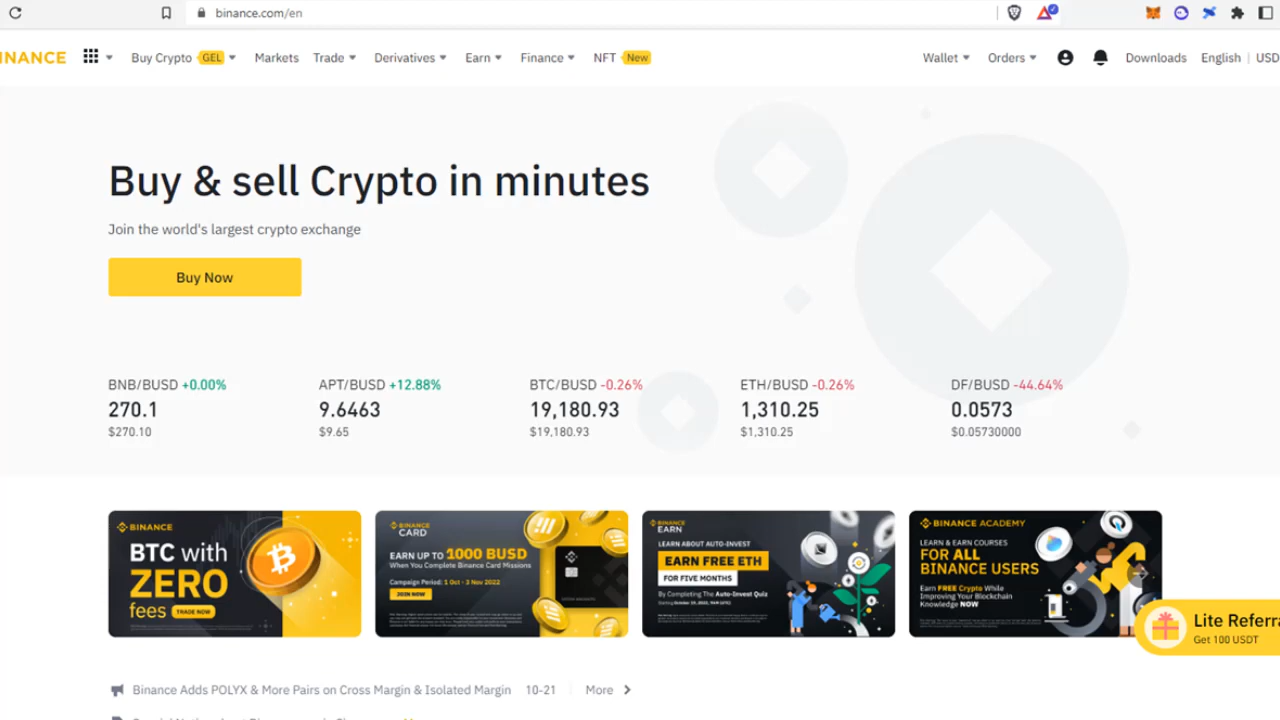 binance.com/en
INANCE Buy Crypto GEL Markets Trade Derivatives Earn Finance NFT New Wallet Orders Downloads English | USD
Buy & sell Crypto in minutes
Join the world's largest crypto exchange
Buy Now
BNB/BUSD +0.00% APT/BUSD +12.88% BTC/BUSD -0.26% ETH/BUSD -0.26% DF/BUSD -44.64%
270.1 9.6463 19,180.93 1,310.25 0.0573
$270.10 $9.65 $19,180.93 $1,310.25 $0.05730000
BINANCE
BTC with
ZERO
fees TRADE NOW
BINANCE
CARD
EARN UP TO 1000 BUSD
When You Complete Binance Card Missions
Campaign Period: 1 Oct - 3 Nov 2022
JOIN NOW
BINANCE
EARN
LEARN ABOUT AUTO-INVEST
EARN FREE ETH
FOR FIVE MONTHS
By Completing The Auto-Invest Quiz
BINANCE ACADEMY
LEARN & EARN COURSES
FOR ALL
BINANCE USERS
Earn FREE Crypto While
Improving Your Blockchain
Knowledge NOW
Lite Referra
Get 100 USDT
Binance Adds POLYX & More Pairs on Cross Margin & Isolated Margin 10-21 More